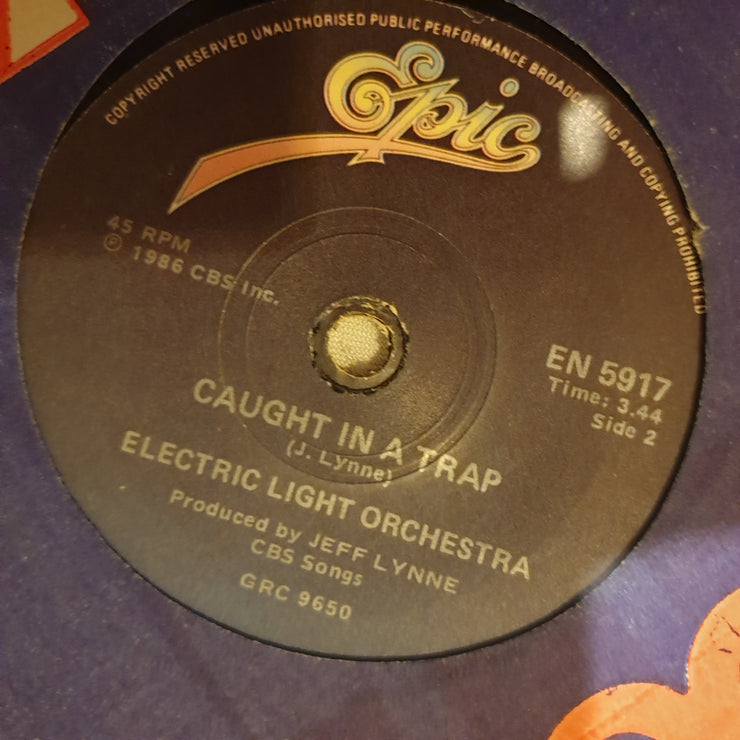 COPYRIGHT RESERVED UNAUTHORISED PUBLIC PERFORMANCE BROADCASTING AND COPYING PROHIBITED
Epic
45 RPM
℗ 1986 CBS Inc.
EN 5917
Time: 3.44
Side 2
CAUGHT IN A TRAP
(J. Lynne)
ELECTRIC LIGHT ORCHESTRA
Produced by JEFF LYNNE
CBS Songs
GRC 9650